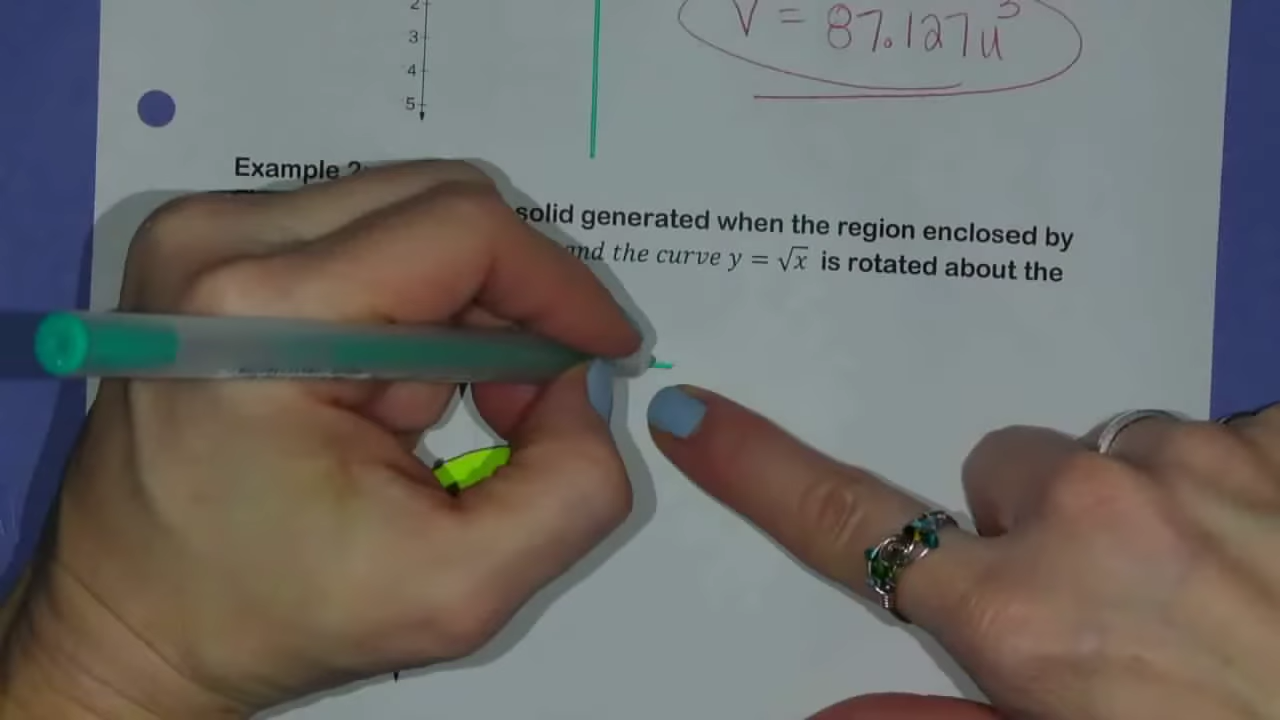 2
3
4
5
V = 87.127u³
Example 2:
solid generated when the region enclosed by
and the curve y = √x is rotated about the